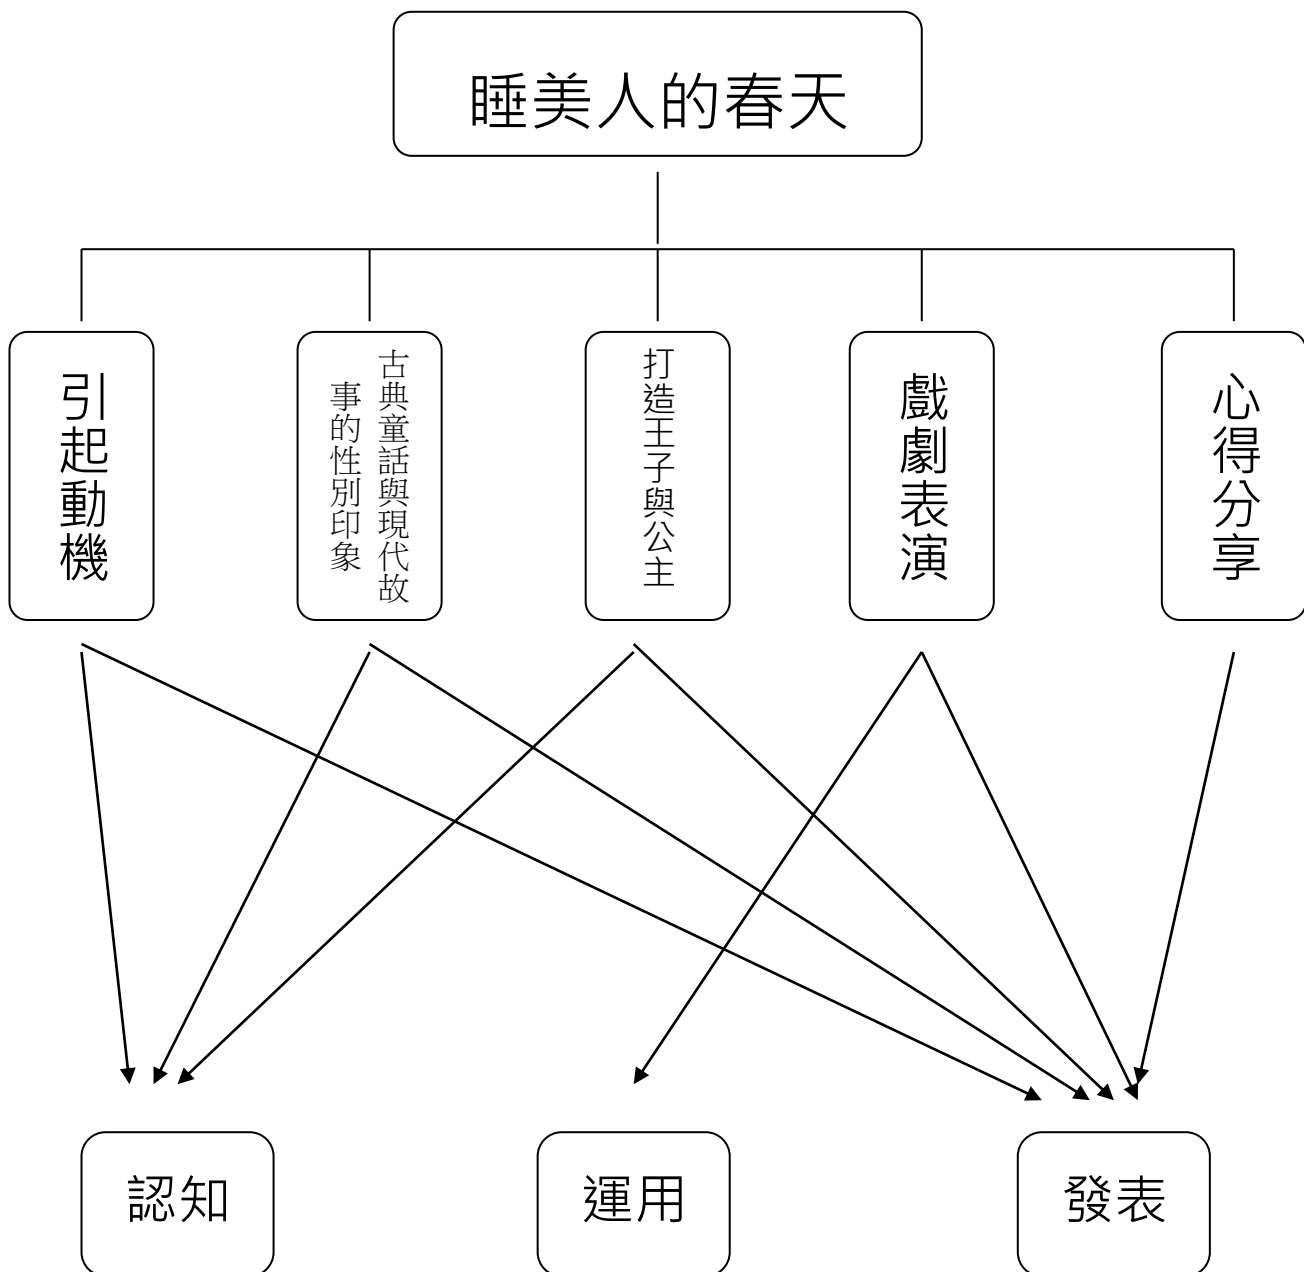 睡美人的春天
引起動機
古典童話與現代故
事的性別印象
打造王子與公主
戲劇表演
心得分享
認知
運用
發表